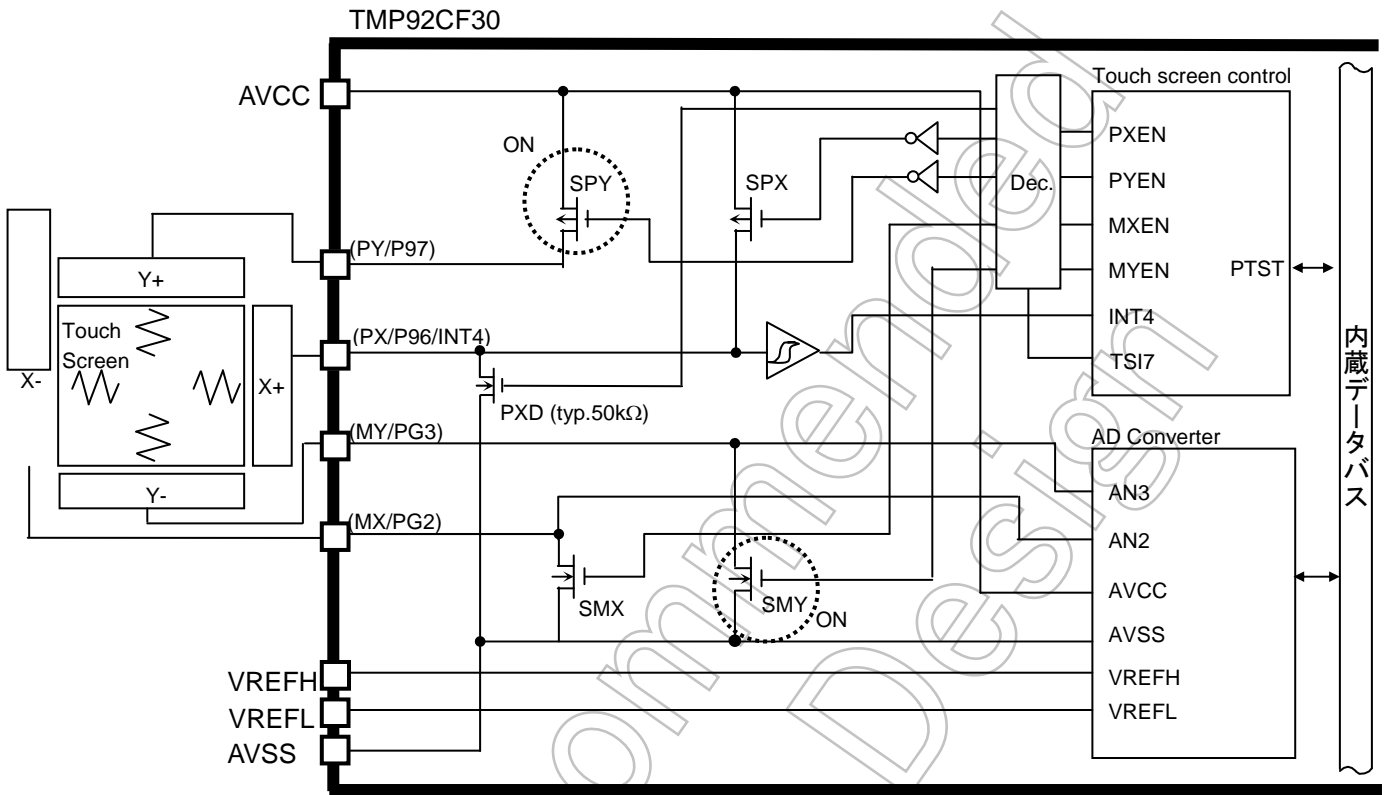 TMP92CF30
AVCC
ON
SPY
SPX
Dec.
Touch screen control
PXEN
PYEN
MXEN
MYEN
PTST
INT4
TSI7
(PY/P97)
Y+
(PX/P96/INT4)
Touch
Screen
X-
X+
PXD (typ.50kΩ)
(MY/PG3)
Y-
(MX/PG2)
SMX
SMY
ON
AD Converter
AN3
AN2
AVCC
AVSS
VREFH
VREFL
内蔵データバス
VREFH
VREFL
AVSS
ommended
Design